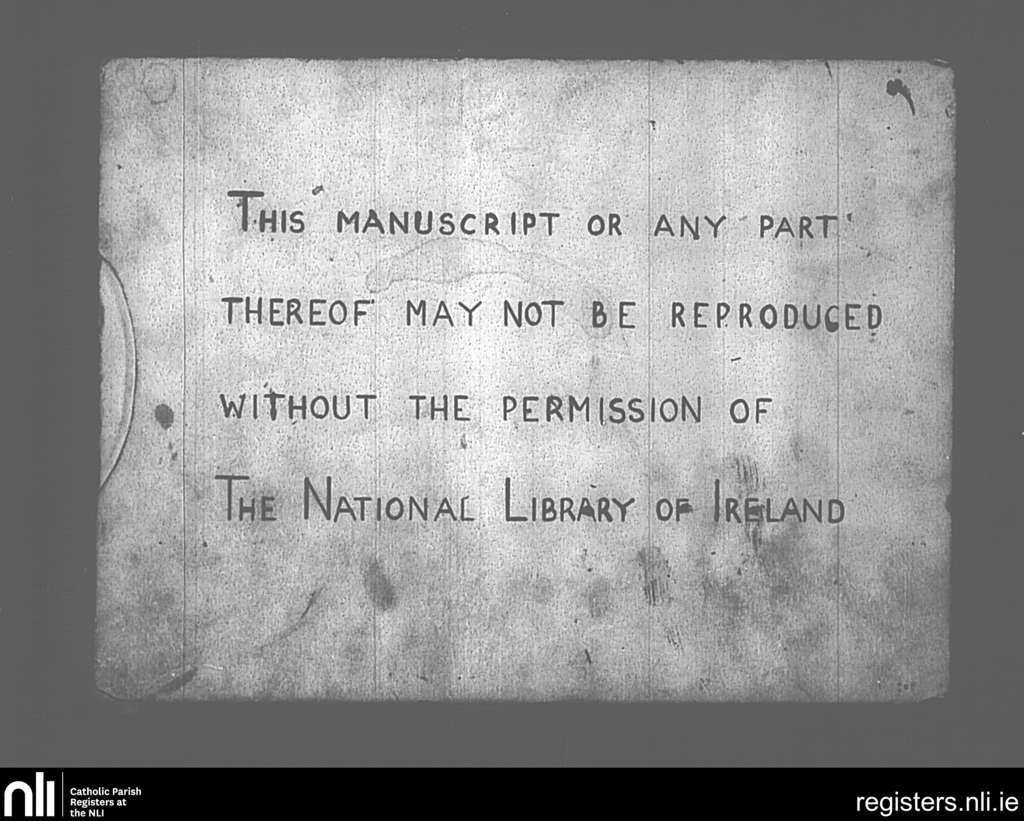 THIS MANUSCRIPT OR ANY PART
THEREOF MAY NOT BE REPRODUCED
WITHOUT THE PERMISSION OF
THE NATIONAL LIBRARY OF IRELAND
nli
Catholic Parish
Registers at
the NLI
registers.nli.ie